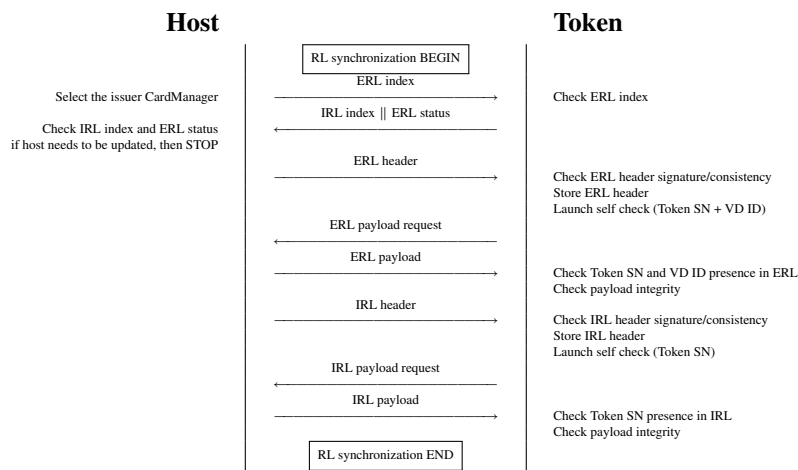 Host
Token
RL synchronization BEGIN
ERL index
Select the issuer CardManager
Check ERL index
IRL index || ERL status
Check IRL index and ERL status
if host needs to be updated, then STOP
ERL header
Check ERL header signature/consistency
Store ERL header
Launch self check (Token SN + VD ID)
ERL payload request
ERL payload
Check Token SN and VD ID presence in ERL
Check payload integrity
IRL header
Check IRL header signature/consistency
Store IRL header
Launch self check (Token SN)
IRL payload request
IRL payload
Check Token SN presence in IRL
Check payload integrity
RL synchronization END